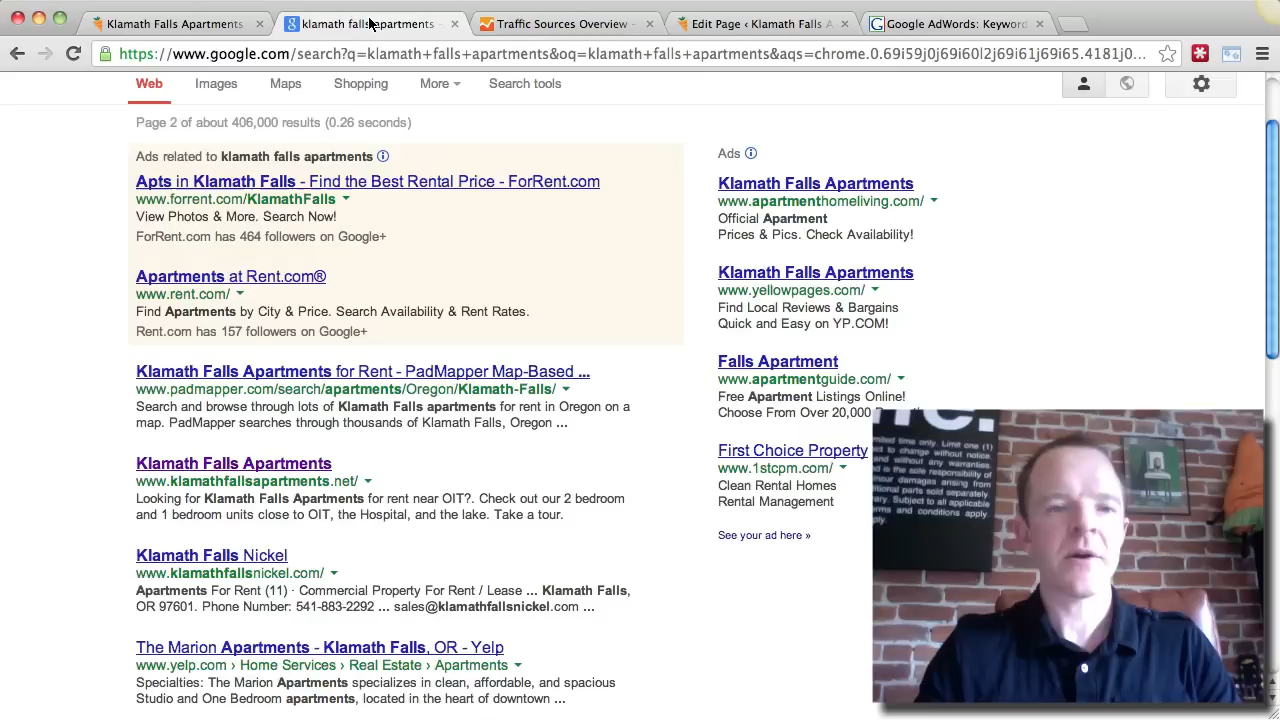 Klamath Falls Apartments
klamath falls apartments
Traffic Sources Overview -
Edit Page ‹ Klamath Falls A
Google AdWords: Keyword
https://www.google.com/search?q=klamath+falls+apartments&oq=klamath+falls+apartments&aqs=chrome.0.69i59j0j69i60l2j69i61j69i65.4181j0...
Web
Images
Maps
Shopping
More
Search tools
Page 2 of about 406,000 results (0.26 seconds)
Ads related to klamath falls apartments
Apts in Klamath Falls - Find the Best Rental Price - ForRent.com
www.forrent.com/KlamathFalls
View Photos & More. Search Now!
ForRent.com has 464 followers on Google+
Apartments at Rent.com®
www.rent.com/
Find Apartments by City & Price. Search Availability & Rent Rates.
Rent.com has 157 followers on Google+
Klamath Falls Apartments for Rent - PadMapper Map-Based ...
www.padmapper.com/search/apartments/Oregon/Klamath-Falls/
Search and browse through lots of Klamath Falls apartments for rent in Oregon on a
map. PadMapper searches through thousands of Klamath Falls, Oregon ...
Klamath Falls Apartments
www.klamathfallsapartments.net/
Looking for Klamath Falls Apartments for rent near OIT?. Check out our 2 bedroom
and 1 bedroom units close to OIT, the Hospital, and the lake. Take a tour.
Klamath Falls Nickel
www.klamathfallsnickel.com/
Apartments For Rent (11) · Commercial Property For Rent / Lease ... Klamath Falls,
OR 97601. Phone Number: 541-883-2292 ... sales@klamathfallsnickel.com ...
The Marion Apartments - Klamath Falls, OR - Yelp
www.yelp.com › Home Services › Real Estate › Apartments
Specialties: The Marion Apartments specializes in clean, affordable, and spacious
Studio and One Bedroom apartments, located in the heart of downtown ...
Ads
Klamath Falls Apartments
www.apartmenthomeliving.com/
Official Apartment
Prices & Pics. Check Availability!
Klamath Falls Apartments
www.yellowpages.com/
Find Local Reviews & Bargains
Quick and Easy on YP.COM!
Falls Apartment
www.apartmentguide.com/
Free Apartment Listings Online!
Choose From Over 20,000
First Choice Property
www.1stcpm.com/
Clean Rental Homes
Rental Management
See your ad here »